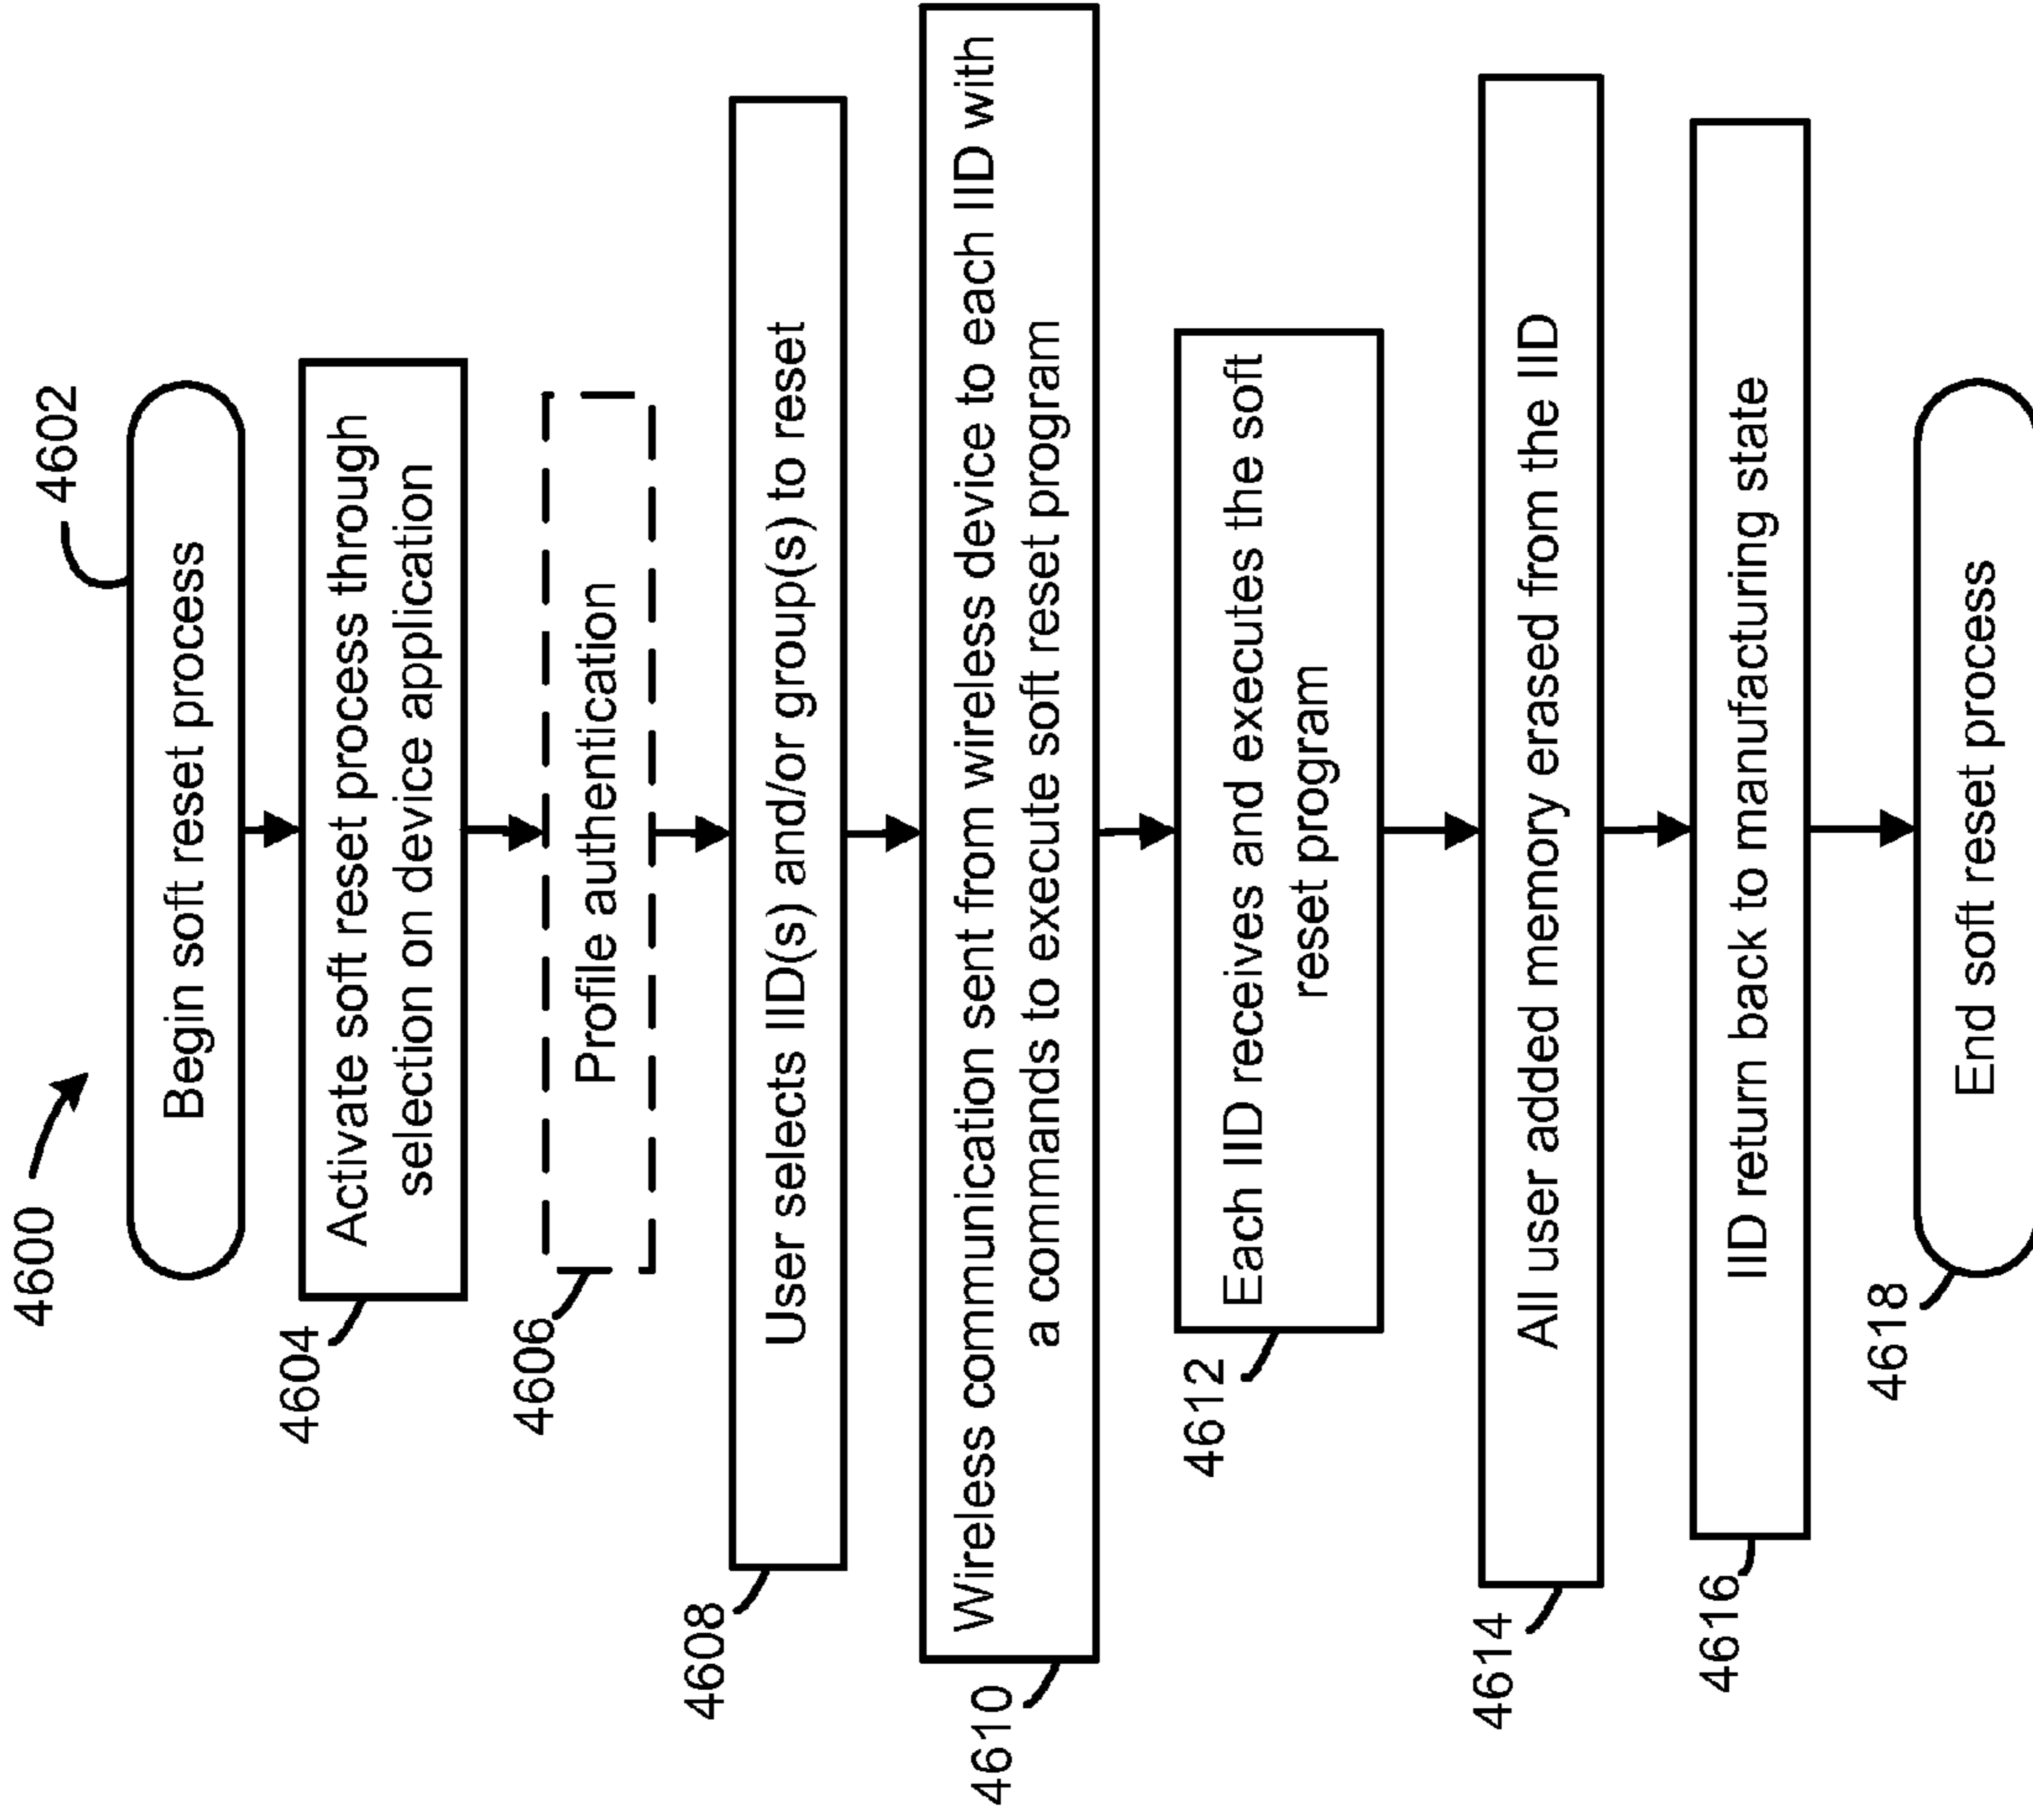 4600
4602
Begin soft reset process
4604
Activate soft reset process through
selection on device application
4606
Profile authentication
4608
User selects IID(s) and/or group(s) to reset
4610
Wireless communication sent from wireless device to each IID with
a commands to execute soft reset program
4612
Each IID receives and executes the soft
reset program
4614
All user added memory erased from the IID
4616
IID return back to manufacturing state
4618
End soft reset process